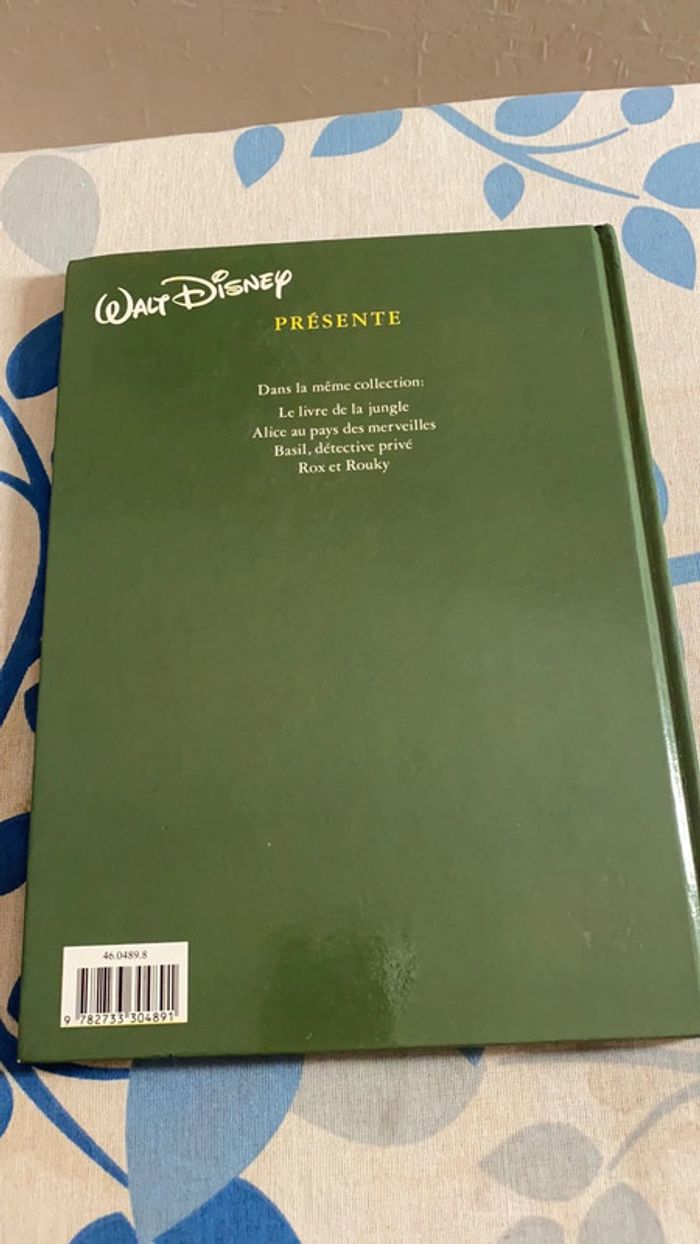 WALT DISNEY
PRÉSENTE
Dans la même collection:
Le livre de la jungle
Alice au pays des merveilles
Basil, détective privé
Rox et Rouky
46.0489.8
9 782733 304891